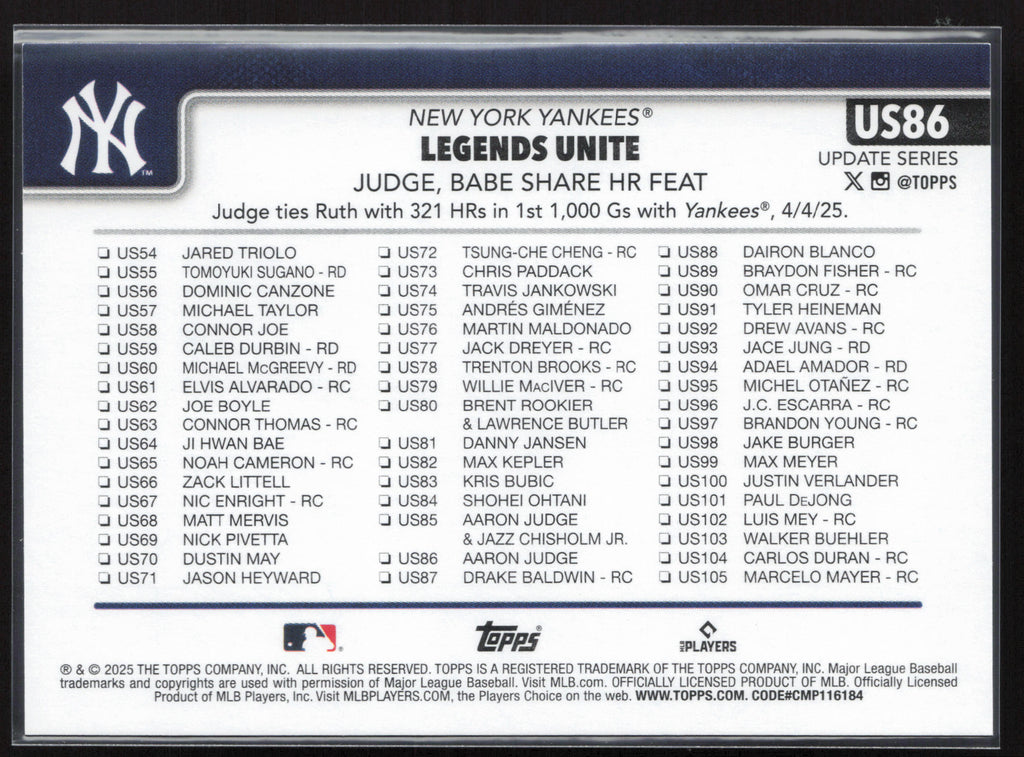 NY
TM
NEW YORK YANKEES®
LEGENDS UNITE
JUDGE, BABE SHARE HR FEAT
Judge ties Ruth with 321 HRs in 1st 1,000 Gs with Yankees®, 4/4/25.
US86
UPDATE SERIES
X @TOPPS
❏ US54 JARED TRIOLO
❏ US55 TOMOYUKI SUGANO - RD
❏ US56 DOMINIC CANZONE
❏ US57 MICHAEL TAYLOR
❏ US58 CONNOR JOE
❏ US59 CALEB DURBIN - RD
❏ US60 MICHAEL McGREEVY - RD
❏ US61 ELVIS ALVARADO - RC
❏ US62 JOE BOYLE
❏ US63 CONNOR THOMAS - RC
❏ US64 JI HWAN BAE
❏ US65 NOAH CAMERON - RC
❏ US66 ZACK LITTELL
❏ US67 NIC ENRIGHT - RC
❏ US68 MATT MERVIS
❏ US69 NICK PIVETTA
❏ US70 DUSTIN MAY
❏ US71 JASON HEYWARD
❏ US72 TSUNG-CHE CHENG - RC
❏ US73 CHRIS PADDACK
❏ US74 TRAVIS JANKOWSKI
❏ US75 ANDRÉS GIMÉNEZ
❏ US76 MARTIN MALDONADO
❏ US77 JACK DREYER - RC
❏ US78 TRENTON BROOKS - RC
❏ US79 WILLIE MacIVER - RC
❏ US80 BRENT ROOKIER
& LAWRENCE BUTLER
❏ US81 DANNY JANSEN
❏ US82 MAX KEPLER
❏ US83 KRIS BUBIC
❏ US84 SHOHEI OHTANI
❏ US85 AARON JUDGE
& JAZZ CHISHOLM JR.
❏ US86 AARON JUDGE
❏ US87 DRAKE BALDWIN - RC
❏ US88 DAIRON BLANCO
❏ US89 BRAYDON FISHER - RC
❏ US90 OMAR CRUZ - RC
❏ US91 TYLER HEINEMAN
❏ US92 DREW AVANS - RC
❏ US93 JACE JUNG - RD
❏ US94 ADAEL AMADOR - RD
❏ US95 MICHEL OTAÑEZ - RC
❏ US96 J.C. ESCARRA - RC
❏ US97 BRANDON YOUNG - RC
❏ US98 JAKE BURGER
❏ US99 MAX MEYER
❏ US100 JUSTIN VERLANDER
❏ US101 PAUL DeJONG
❏ US102 LUIS MEY - RC
❏ US103 WALKER BUEHLER
❏ US104 CARLOS DURAN - RC
❏ US105 MARCELO MAYER - RC
®
Topps®
MLB PLAYERS
® & © 2025 THE TOPPS COMPANY, INC. ALL RIGHTS RESERVED. TOPPS IS A REGISTERED TRADEMARK OF THE TOPPS COMPANY, INC. Major League Baseball
trademarks and copyrights are used with permission of Major League Baseball. Visit MLB.com. OFFICIALLY LICENSED PRODUCT OF MLB. Officially Licensed
Product of MLB Players, Inc. Visit MLBPLAYERS.COM, the Players Choice on the web. WWW.TOPPS.COM. CODE#CMP116184